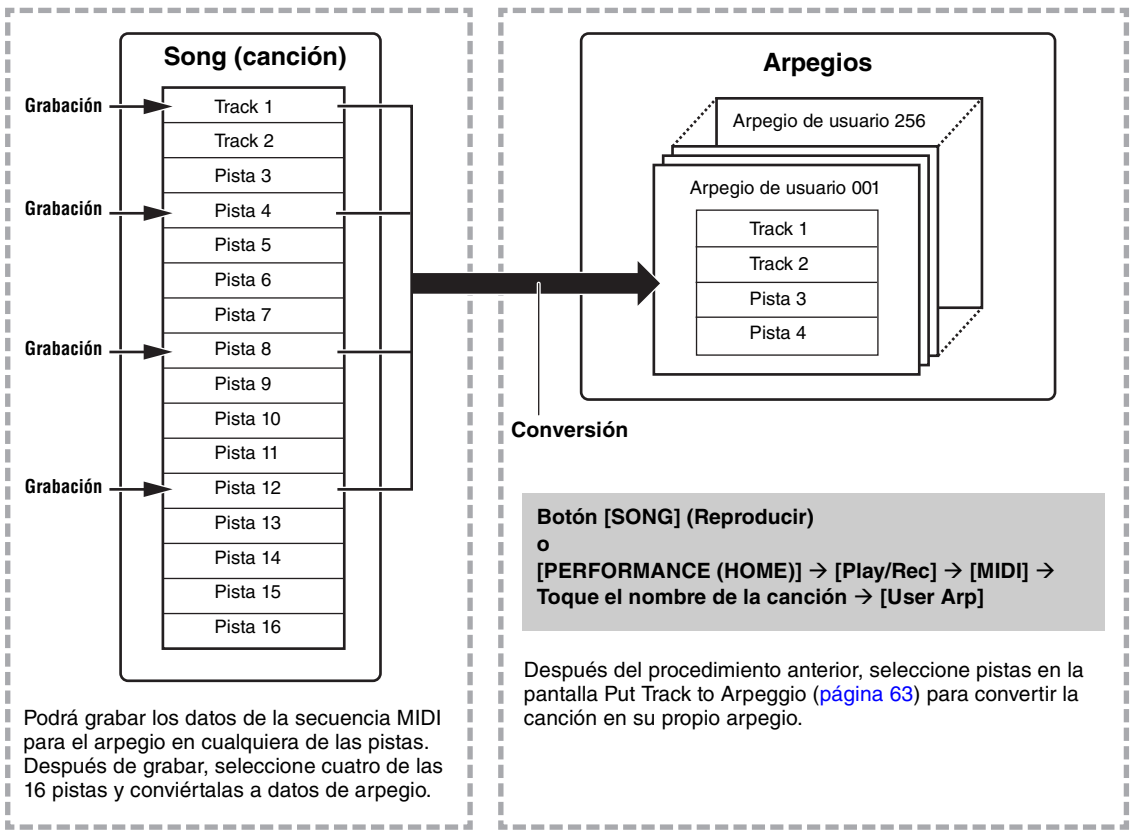 Song (canción)
Grabación
Track 1
Track 2
Pista 3
Grabación
Pista 4
Pista 5
Pista 6
Pista 7
Grabación
Pista 8
Pista 9
Pista 10
Pista 11
Grabación
Pista 12
Pista 13
Pista 14
Pista 15
Pista 16
Podrá grabar los datos de la secuencia MIDI
para el arpegio en cualquiera de las pistas.
Después de grabar, seleccione cuatro de las
16 pistas y conviértalas a datos de arpegio.
Arpegios
Arpegio de usuario 256
Arpegio de usuario 001
Track 1
Track 2
Pista 3
Pista 4
Conversión
Botón [SONG] (Reproducir)
o
[PERFORMANCE (HOME)] → [Play/Rec] → [MIDI] →
Toque el nombre de la canción → [User Arp]
Después del procedimiento anterior, seleccione pistas en la
pantalla Put Track to Arpeggio (página 63) para convertir la
canción en su propio arpegio.